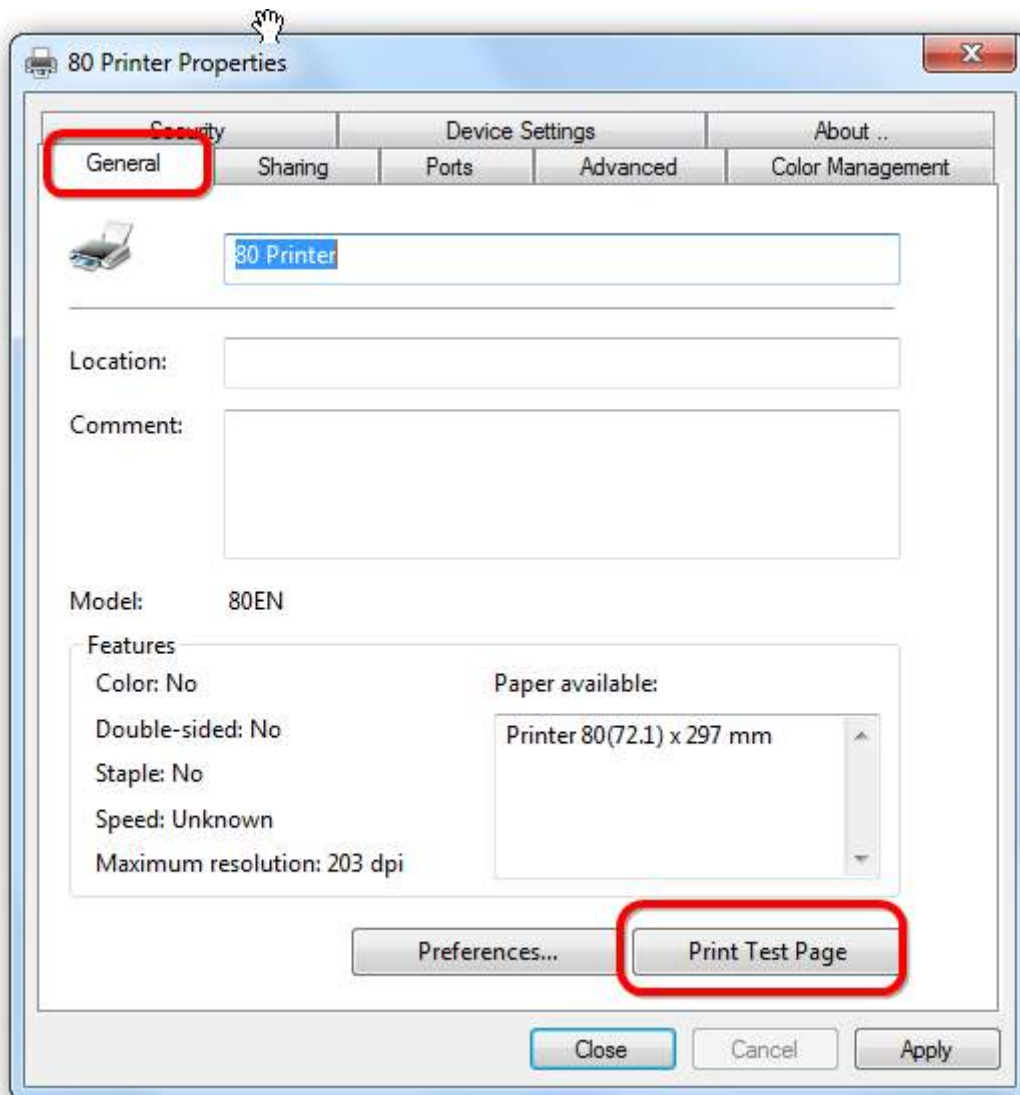 80 Printer Properties
Security Device Settings About ..
General Sharing Ports Advanced Color Management
80 Printer
Location:
Comment:
Model: 80EN
Features
Color: No Paper available:
Double-sided: No Printer 80(72.1) x 297 mm
Staple: No
Speed: Unknown
Maximum resolution: 203 dpi
Preferences... Print Test Page
Close Cancel Apply